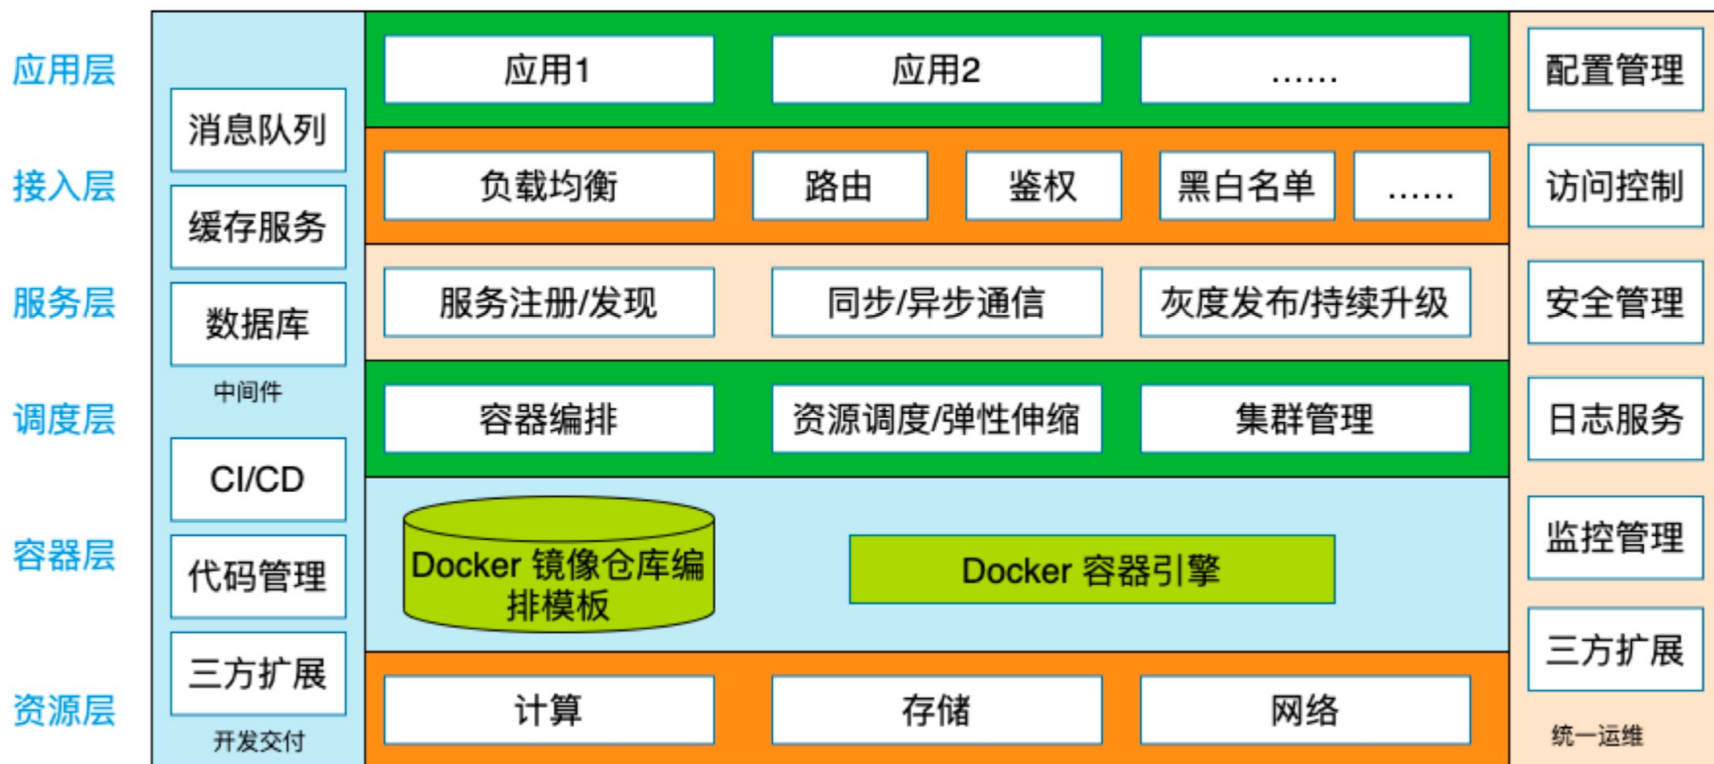 应用层
接入层
服务层
调度层
容器层
资源层
消息队列
缓存服务
数据库
中间件
CI/CD
代码管理
三方扩展
开发交付
应用1
应用2
……
负载均衡
路由
鉴权
黑白名单
……
服务注册/发现
同步/异步通信
灰度发布/持续升级
容器编排
资源调度/弹性伸缩
集群管理
Docker 镜像仓库编
排模板
Docker 容器引擎
计算
存储
网络
配置管理
访问控制
安全管理
日志服务
监控管理
三方扩展
统一运维